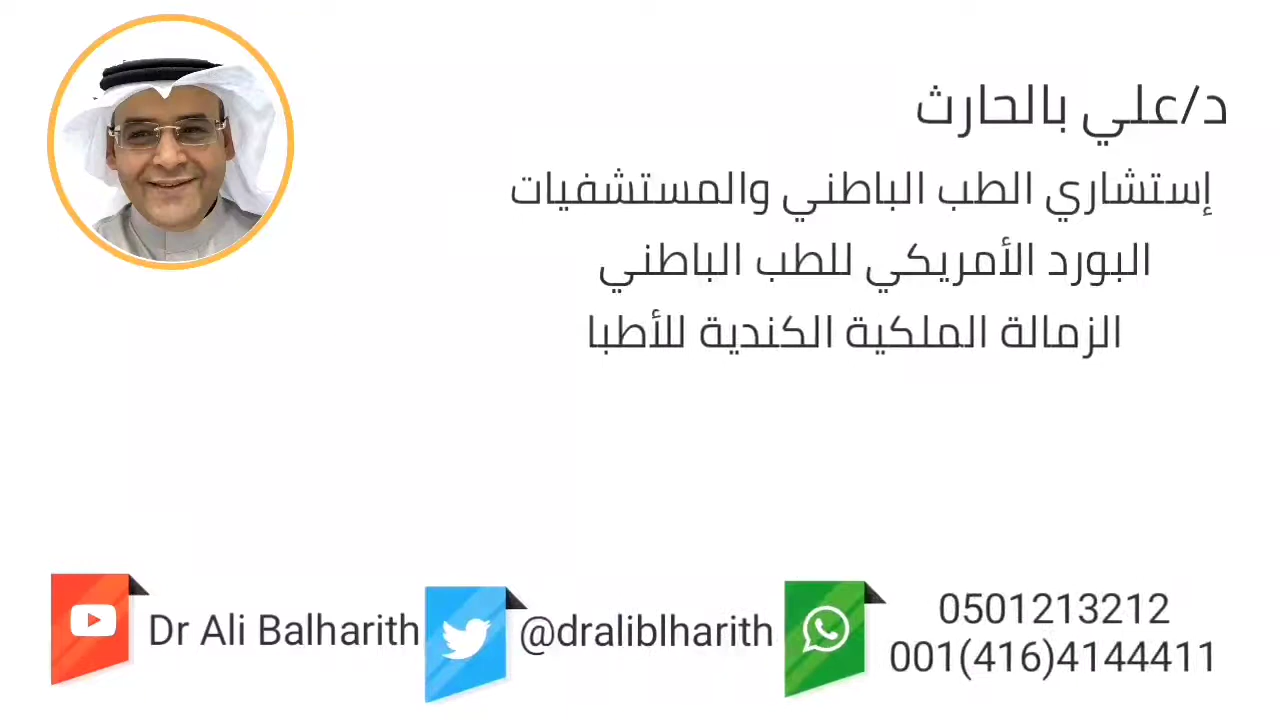 د/علي بالحارث
إستشاري الطب الباطني والمستشفيات
البورد الأمريكي للطب الباطني
الزمالة الملكية الكندية للأطبا
Dr Ali Balharith
@draliblharith
0501213212
001(416)4144411